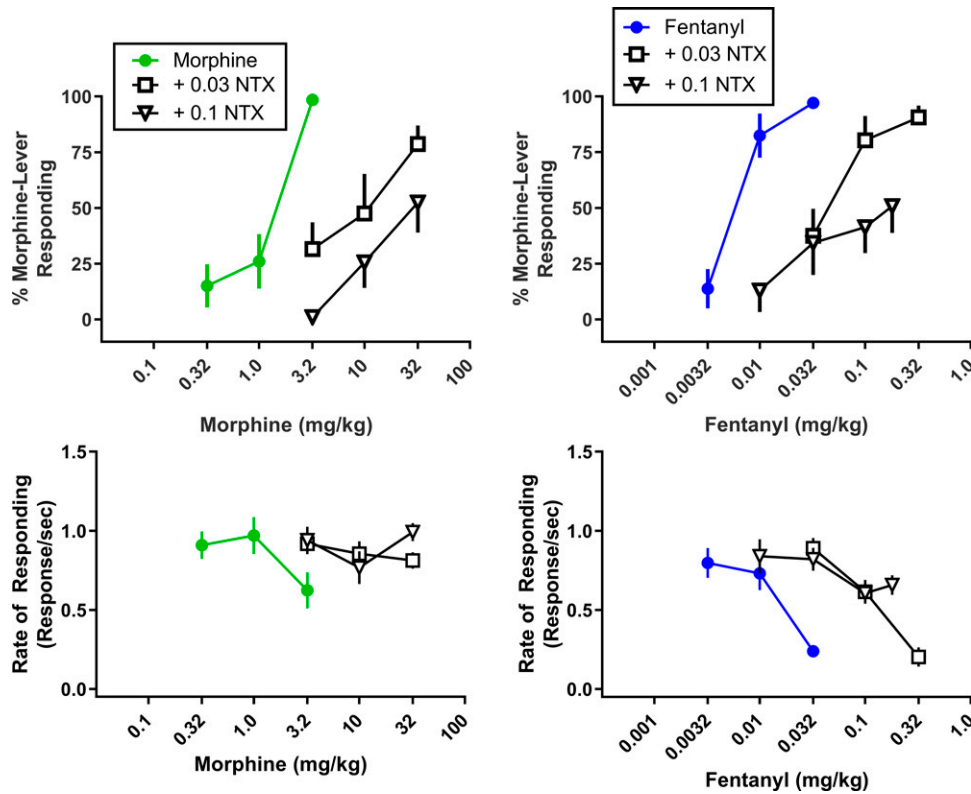 Morphine
+ 0.03 NTX
+ 0.1 NTX
% Morphine-Lever
Responding
100
75
50
25
0
0.1
0.32
1.0
3.2
10
32
100
Morphine (mg/kg)
Fentanyl
+ 0.03 NTX
+ 0.1 NTX
% Morphine-Lever
Responding
100
75
50
25
0
0.001
0.0032
0.01
0.032
0.1
0.32
1.0
Fentanyl (mg/kg)
Rate of Responding
(Response/sec)
1.5
1.0
0.5
0.0
0.1
0.32
1.0
3.2
10
32
100
Morphine (mg/kg)
Rate of Responding
(Response/sec)
1.5
1.0
0.5
0.0
0.001
0.0032
0.01
0.032
0.1
0.32
1.0
Fentanyl (mg/kg)